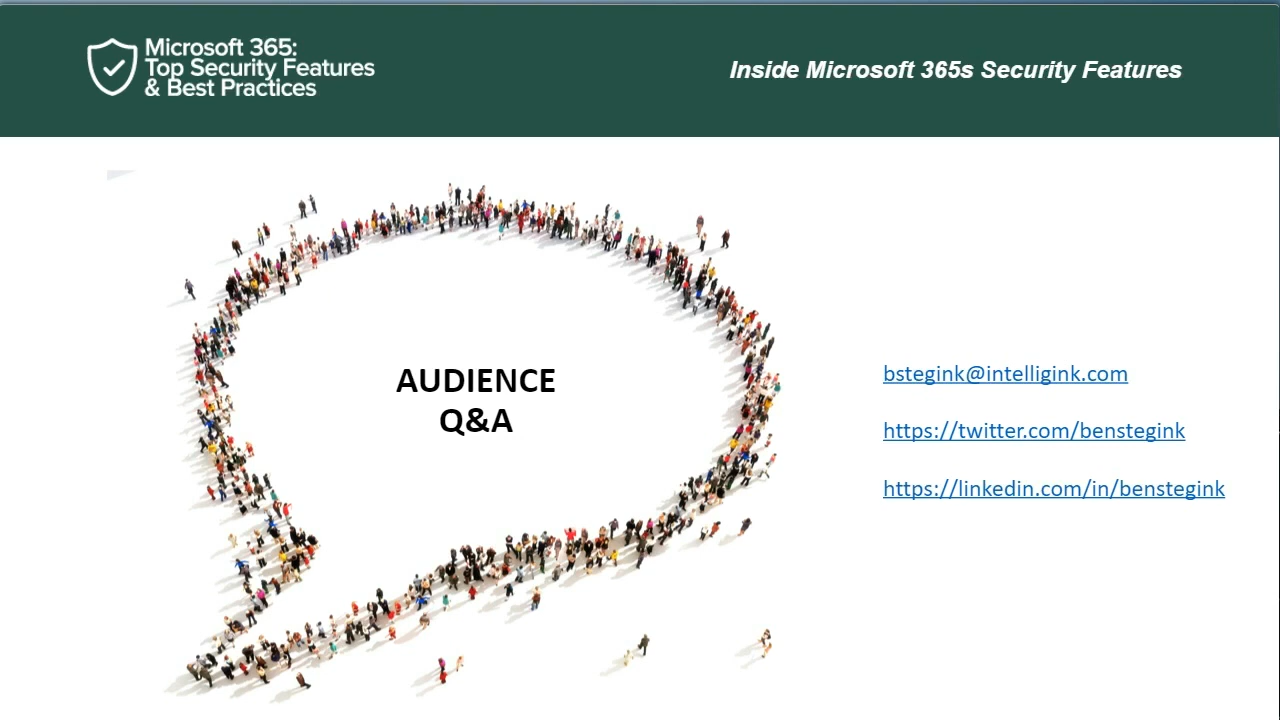 Microsoft 365:
Top Security Features
& Best Practices
Inside Microsoft 365s Security Features
AUDIENCE
Q&A
bstegink@intelligink.com
https://twitter.com/benstegink
https://linkedin.com/in/benstegink